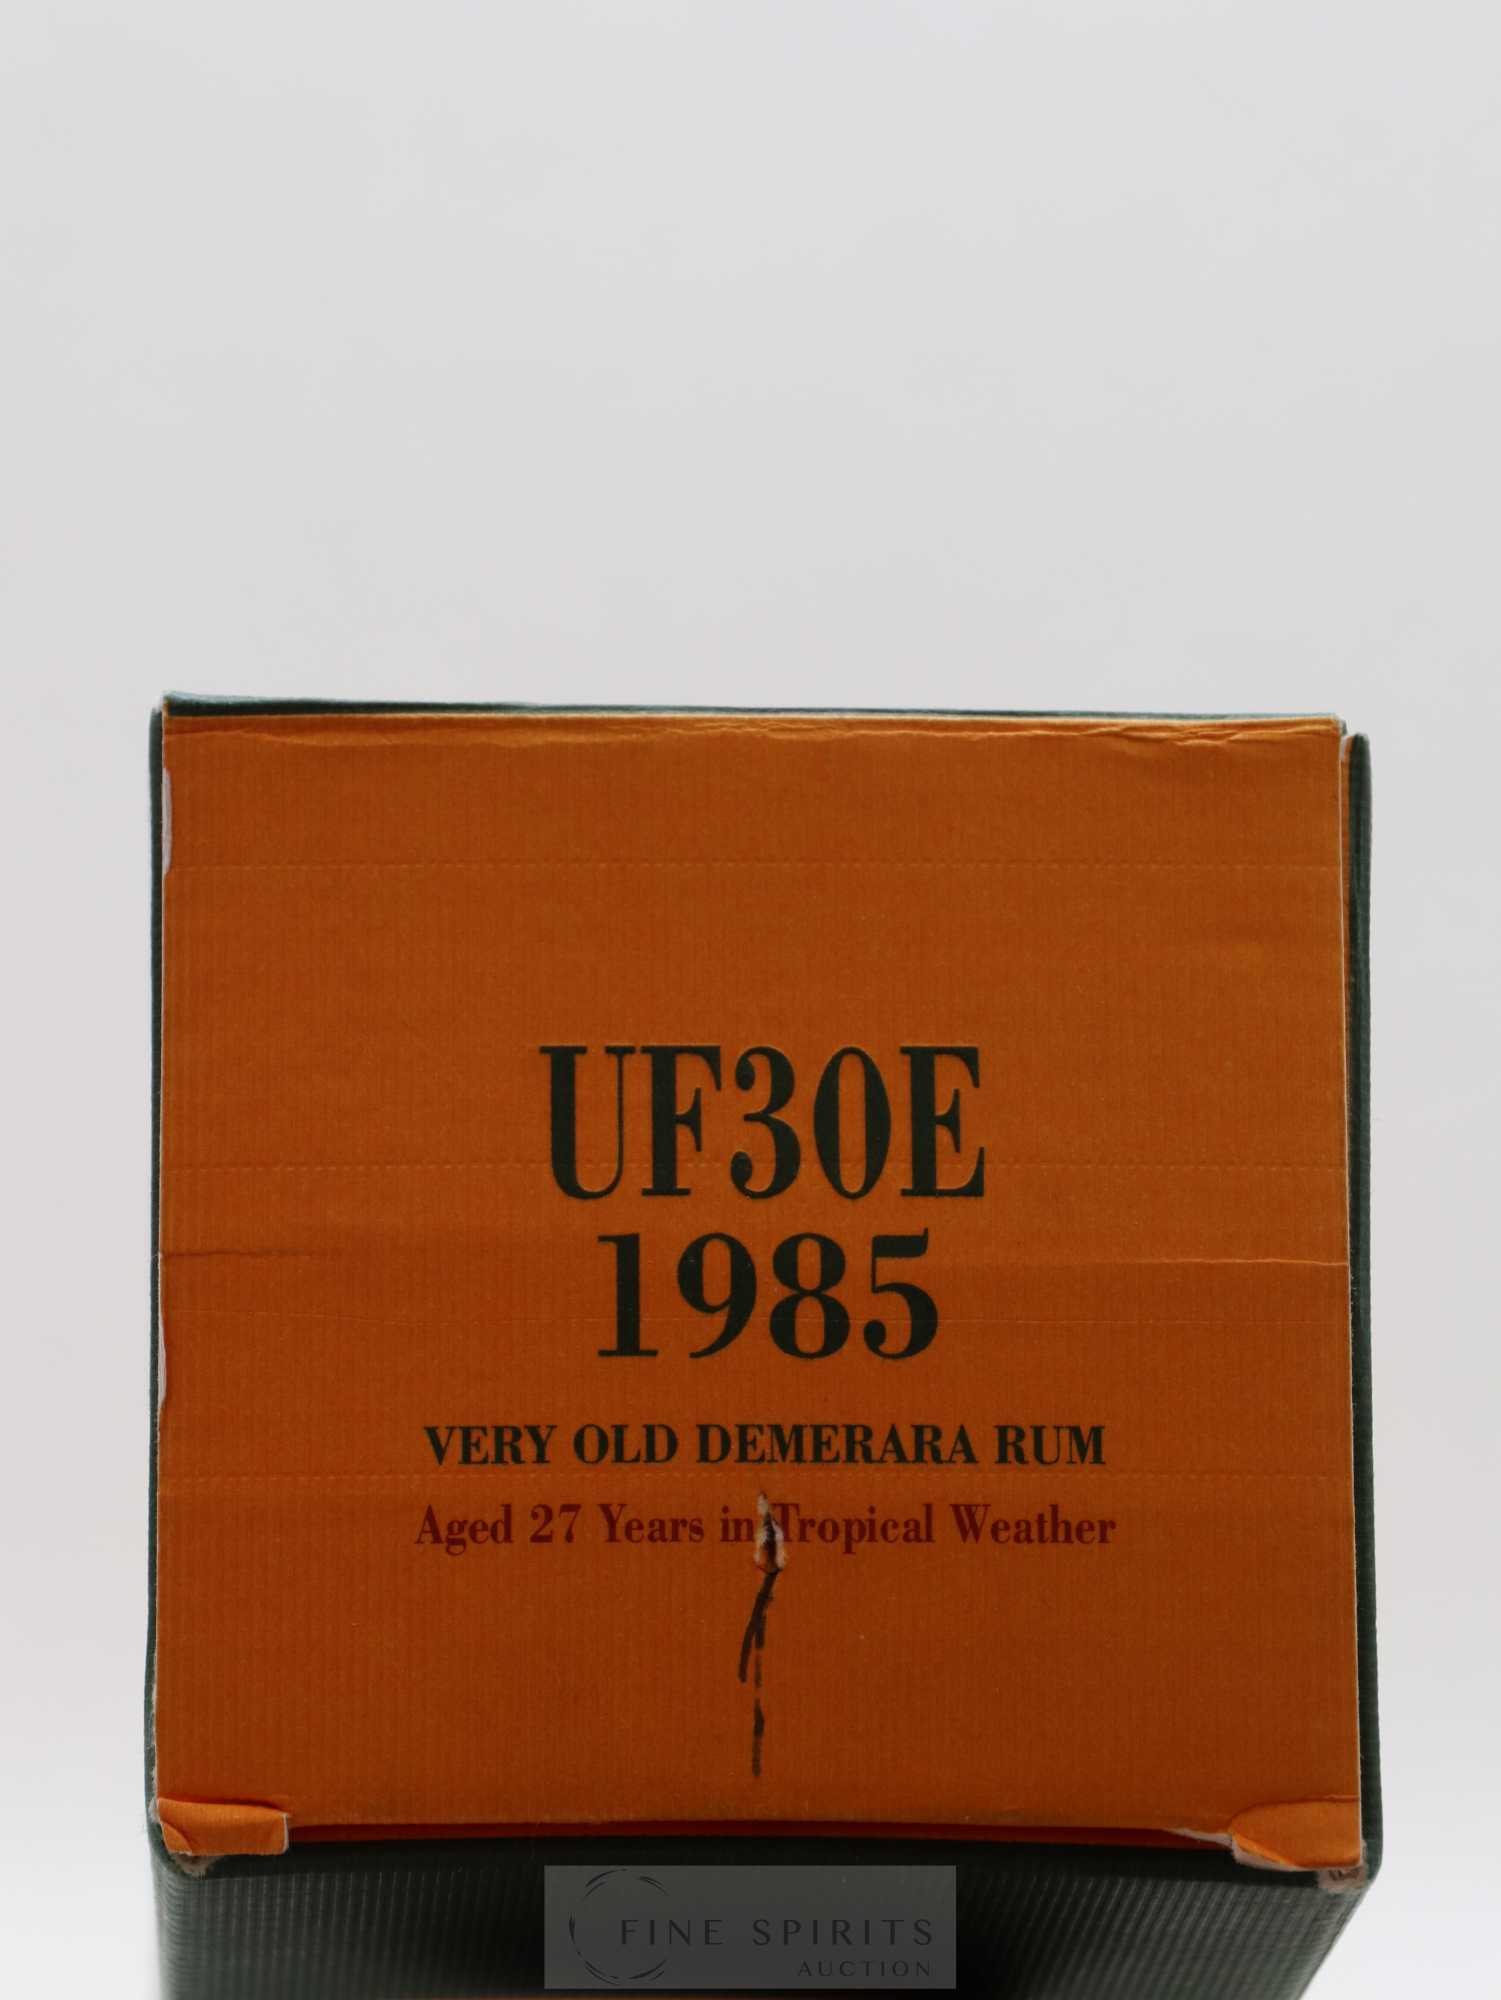 UF30E
1985
VERY OLD DEMERARA RUM
Aged 27 Years in Tropical Weather
FINE SPIRITS
AUCTION